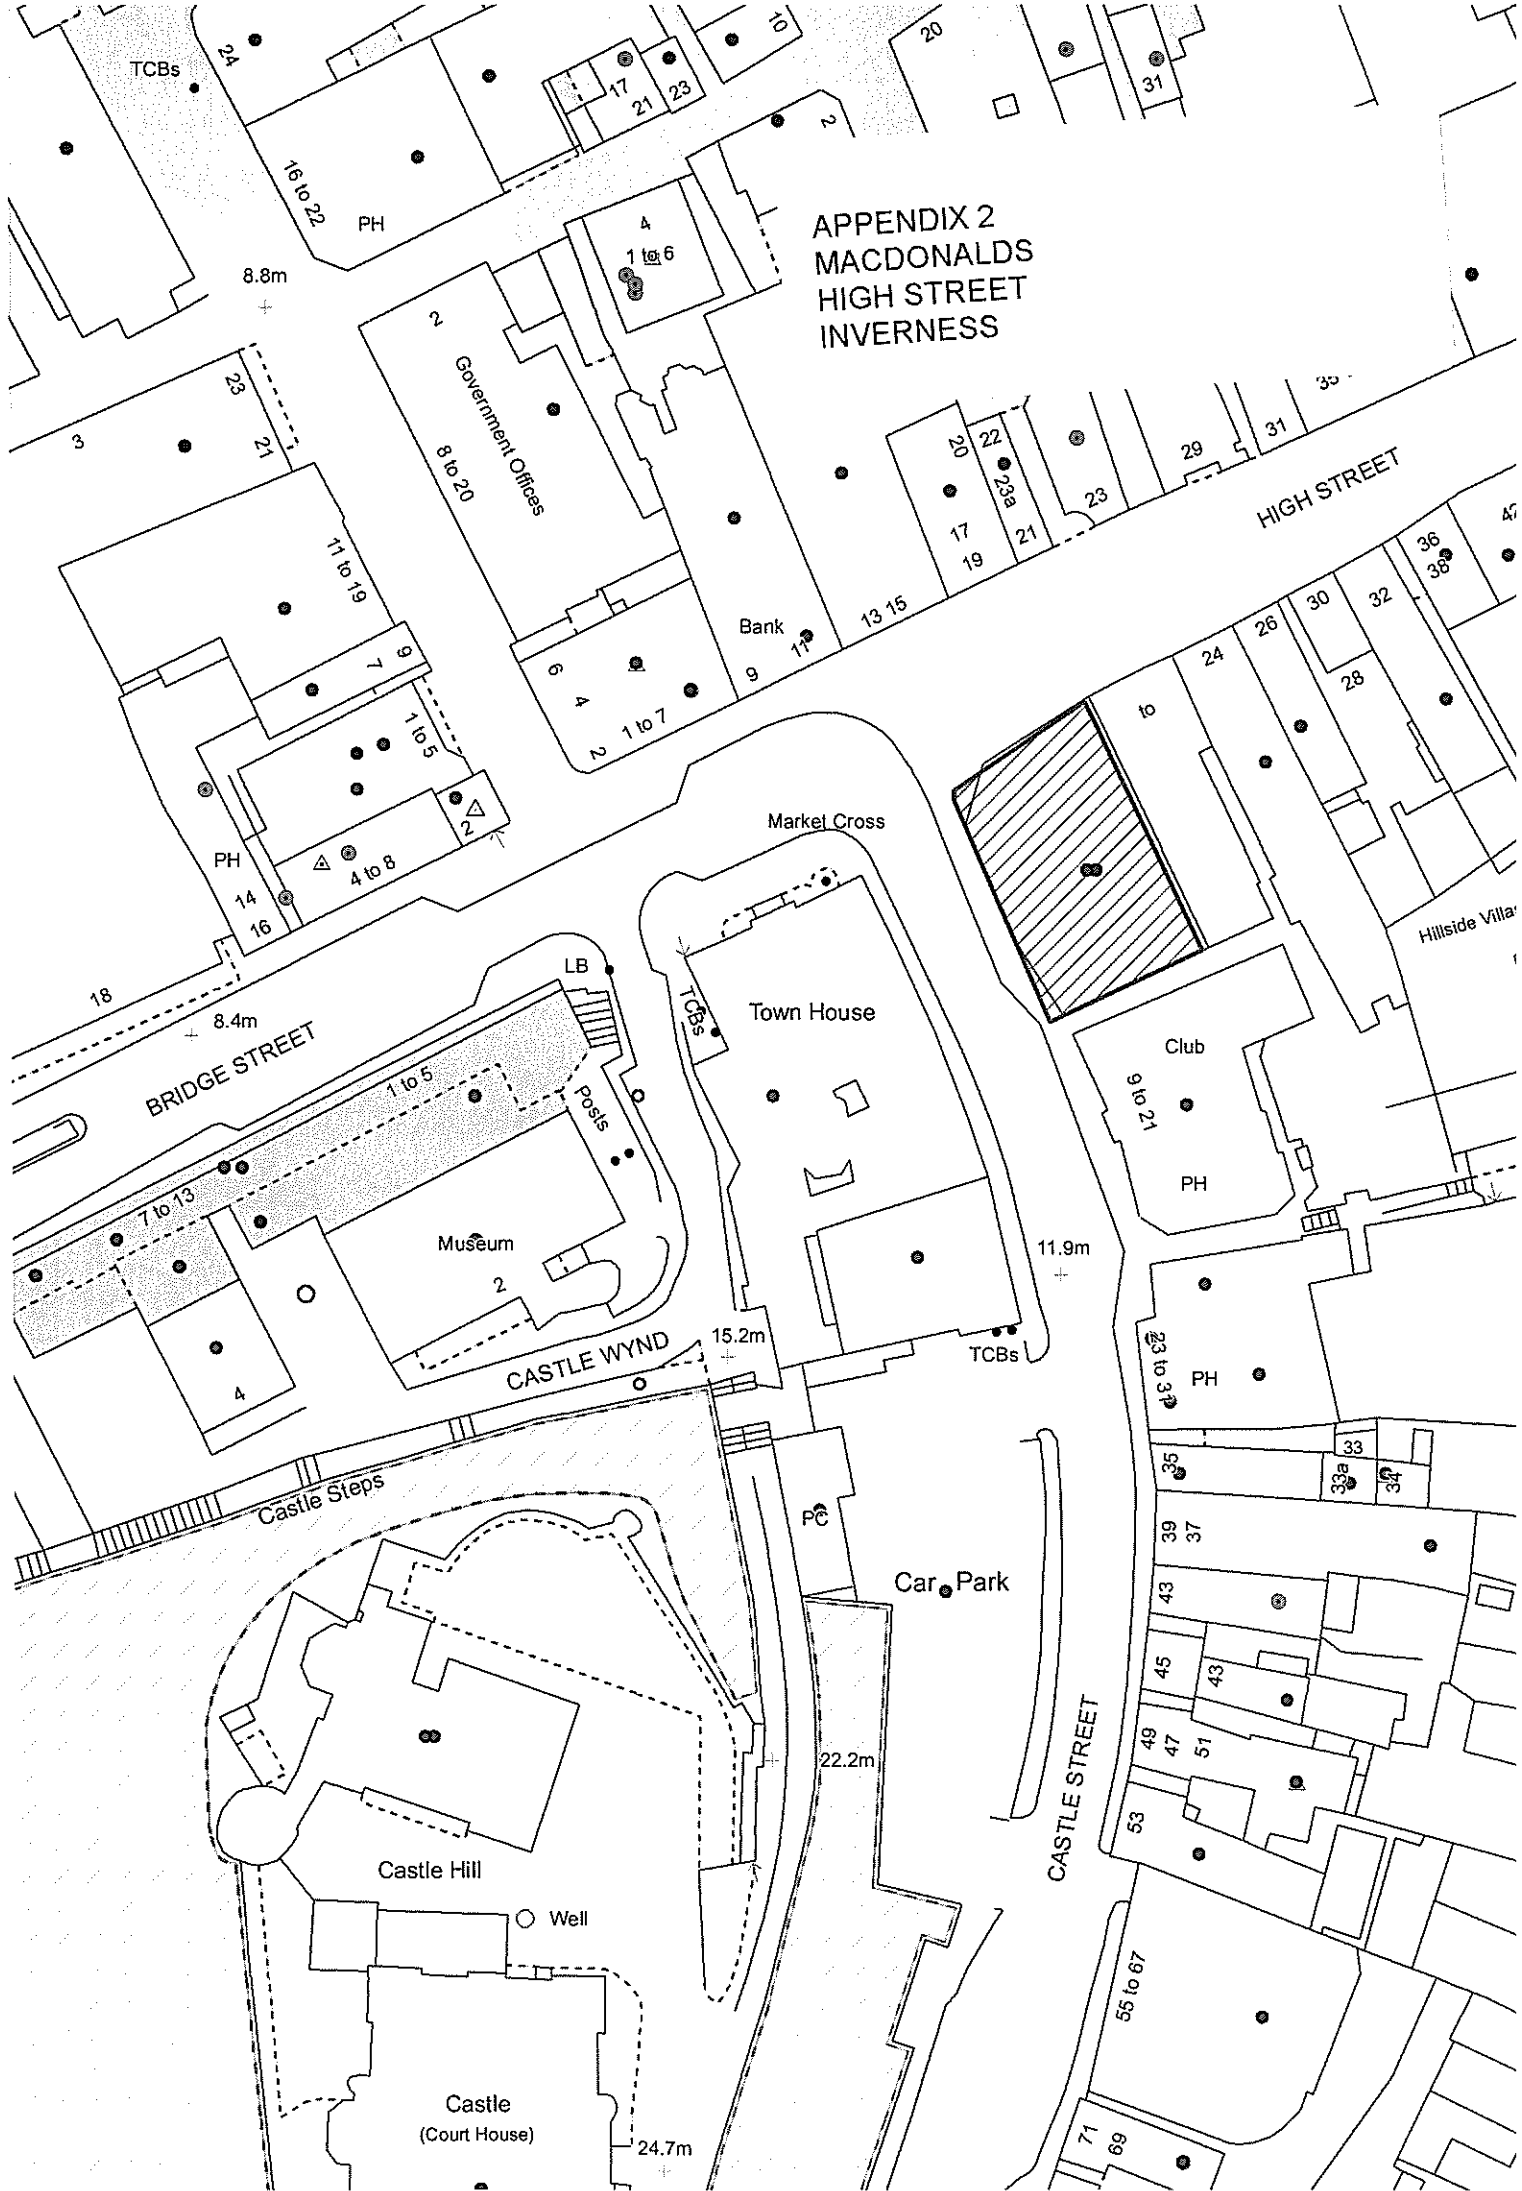 TCBs
24
10
20
31
17
21
23
2
16 to 22
PH
4
1 to 6
APPENDIX 2
MACDONALDS
HIGH STREET
INVERNESS
8.8m
2
Government Offices
8 to 20
23
21
3
20
22
23a
17
19
21
23
29
31
35
HIGH STREET
11 to 19
9
7
1 to 5
6
4
2
1 to 7
Bank
9
11
13 15
36
38
42
30
32
26
24
28
to
2
PH
14
16
4 to 8
Market Cross
Hillside Villas
18
8.4m
BRIDGE STREET
LB
TCBs
Town House
Club
9 to 21
PH
1 to 5
Posts
7 to 13
Museum
2
4
11.9m
15.2m
CASTLE WYND
TCBs
23 to 31
PH
Castle Steps
PC
Car Park
35
33
33a
34
39
37
43
45
43
49
47
51
53
22.2m
CASTLE STREET
Castle Hill
Well
55 to 67
Castle
(Court House)
24.7m
71
69